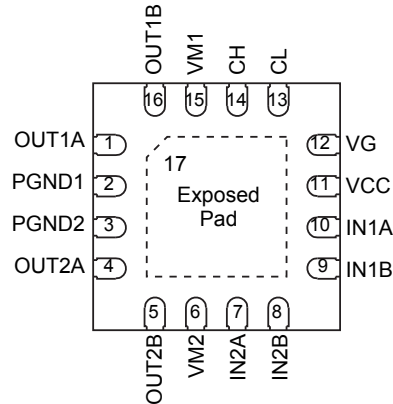 OUT1B
VM1
CH
CL
16
15
14
13
OUT1A
1
PGND1
2
PGND2
3
OUT2A
4
17
Exposed
Pad
12
VG
11
VCC
10
IN1A
9
IN1B
5
6
7
8
OUT2B
VM2
IN2A
IN2B